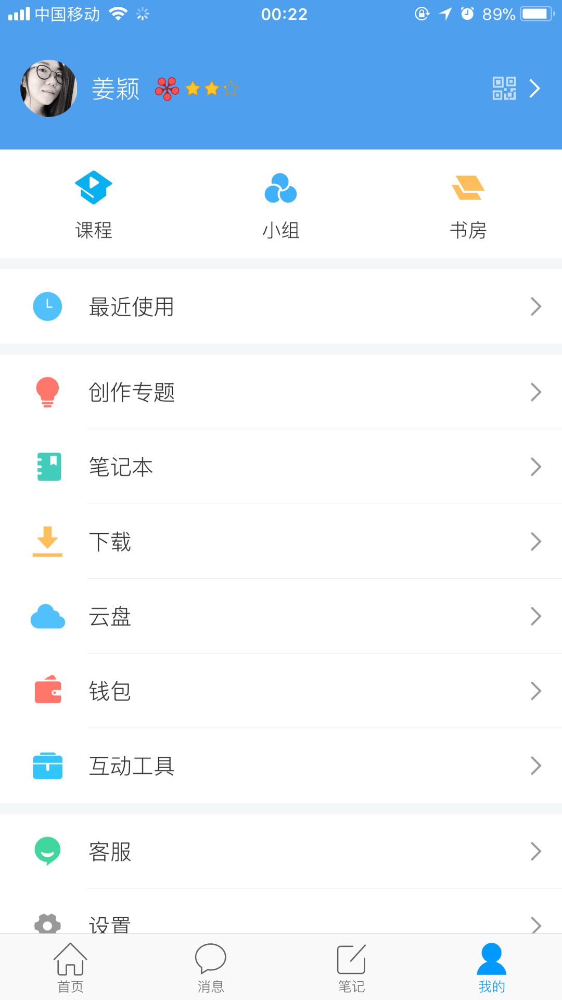 中国移动 00:22 89%
姜颖
课程 小组 书房
最近使用
创作专题
笔记本
下载
云盘
钱包
互动工具
客服
设置
首页 消息 笔记 我的